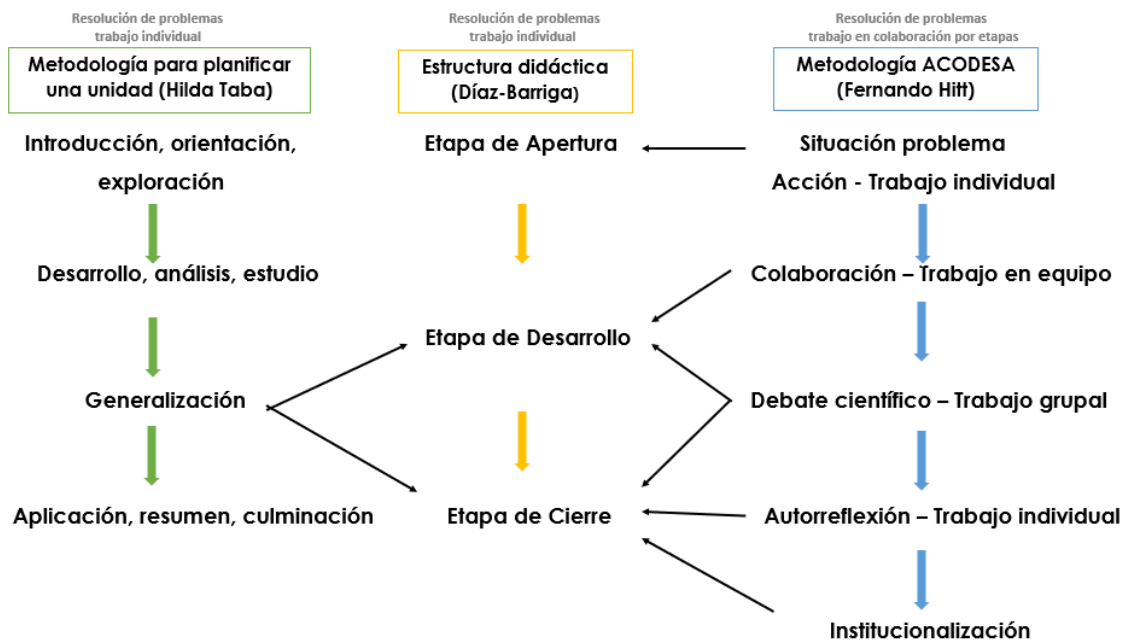 Resolución de problemas
trabajo individual
Metodología para planificar
una unidad (Hilda Taba)
Introducción, orientación,
exploración
Desarrollo, análisis, estudio
Generalización
Aplicación, resumen, culminación
Resolución de problemas
trabajo individual
Estructura didáctica
(Díaz-Barriga)
Etapa de Apertura
Etapa de Desarrollo
Etapa de Cierre
Resolución de problemas
trabajo en colaboración por etapas
Metodología ACODESA
(Fernando Hitt)
Situación problema
Acción - Trabajo individual
Colaboración – Trabajo en equipo
Debate científico – Trabajo grupal
Autorreflexión – Trabajo individual
Institucionalización